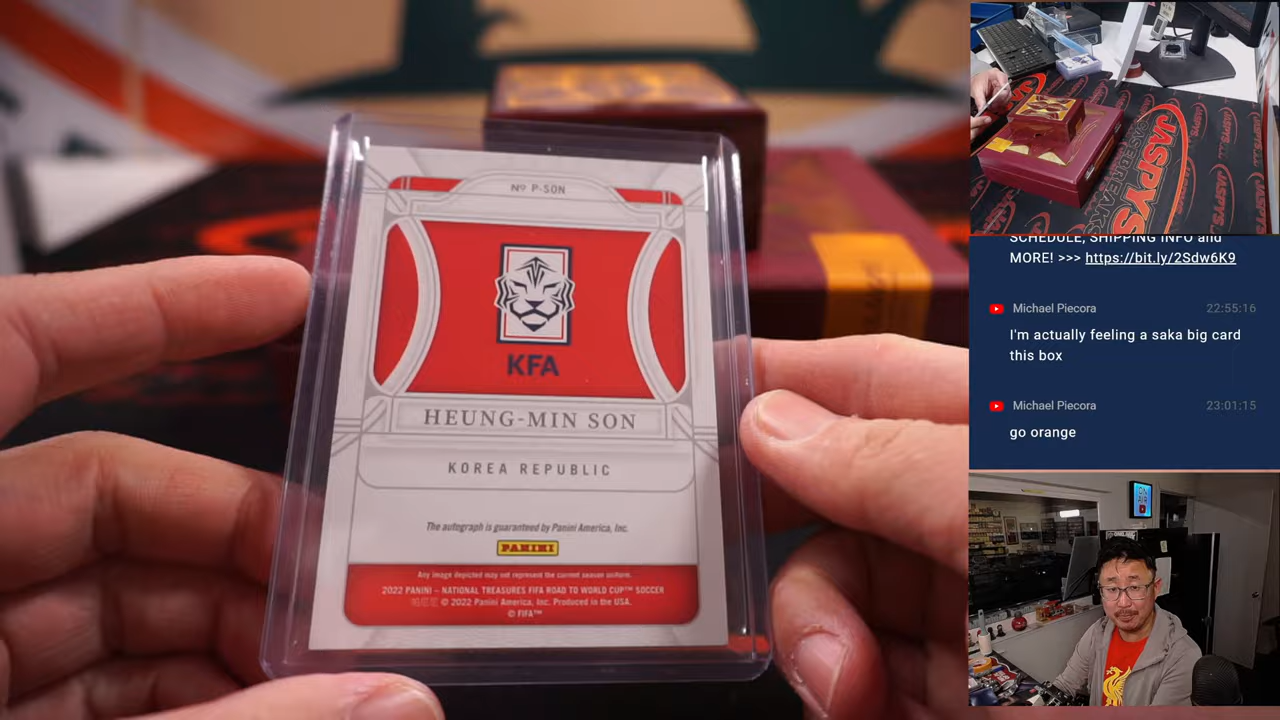 Nº P-SON
KFA
HEUNG-MIN SON
KOREA REPUBLIC
The autograph is guaranteed by Panini America, Inc.
PANINI
Any image depicted may not represent the current season uniform.
2022 PANINI – NATIONAL TREASURES FIFA ROAD TO WORLD CUP™ SOCCER
© 2022 Panini America, Inc. Produced in the USA.
© FIFA™
JASPYS
CASEBREAKS
SCHEDULE, SHIPPING INFO and
MORE! >>> https://bit.ly/2Sdw6K9
Michael Piecora 22:55:16
I'm actually feeling a saka big card
this box
Michael Piecora 23:01:15
go orange